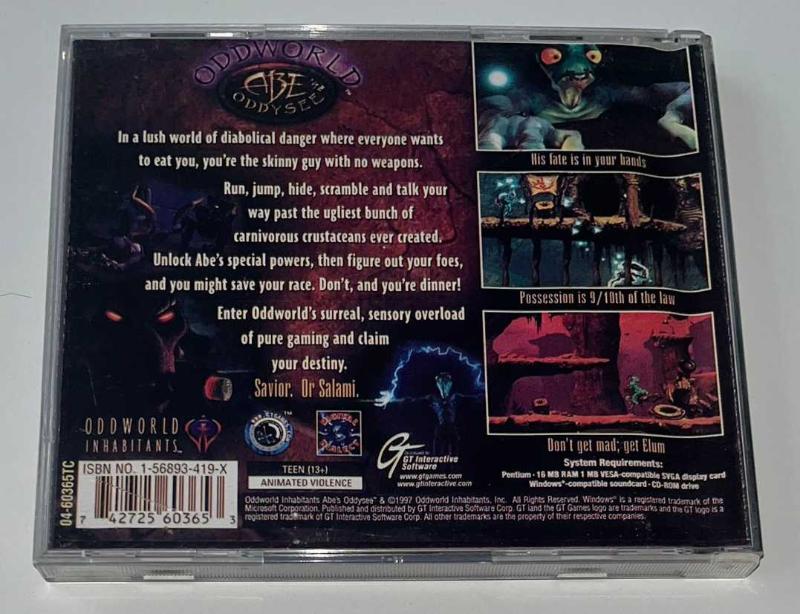 ODDWORLD™
ABE'S
ODDYSEE
In a lush world of diabolical danger where everyone wants
to eat you, you're the skinny guy with no weapons.
Run, jump, hide, scramble and talk your
way past the ugliest bunch of
carnivorous crustaceans ever created.
Unlock Abe's special powers, then figure out your foes,
and you might save your race. Don't, and you're dinner!
Enter Oddworld's surreal, sensory overload
of pure gaming and claim
your destiny.
Savior. Or Salami.
His fate is in your hands
Possession is 9/10th of the law
Don't get mad; get Elum
ODDWORLD
INHABITANTS™
ISBN NO. 1-56893-419-X
04-60365TC
7 42725 60365 3
TEEN (13+)
ANIMATED VIOLENCE
GT
GT Interactive
Software
www.gtgames.com
www.gtinteractive.com
System Requirements:
Pentium · 16 MB RAM 1 MB VESA-compatible SVGA display card
Windows®-compatible soundcard · CD-ROM drive
Oddworld Inhabitants Abe's Oddysee™ & ©1997 Oddworld Inhabitants, Inc. All Rights Reserved. Windows® is a registered trademark of the
Microsoft Corporation. Published and distributed by GT Interactive Software Corp. GT and the GT Games logo are trademarks and the GT logo is a
registered trademark of GT Interactive Software Corp. All other trademarks are the property of their respective companies.